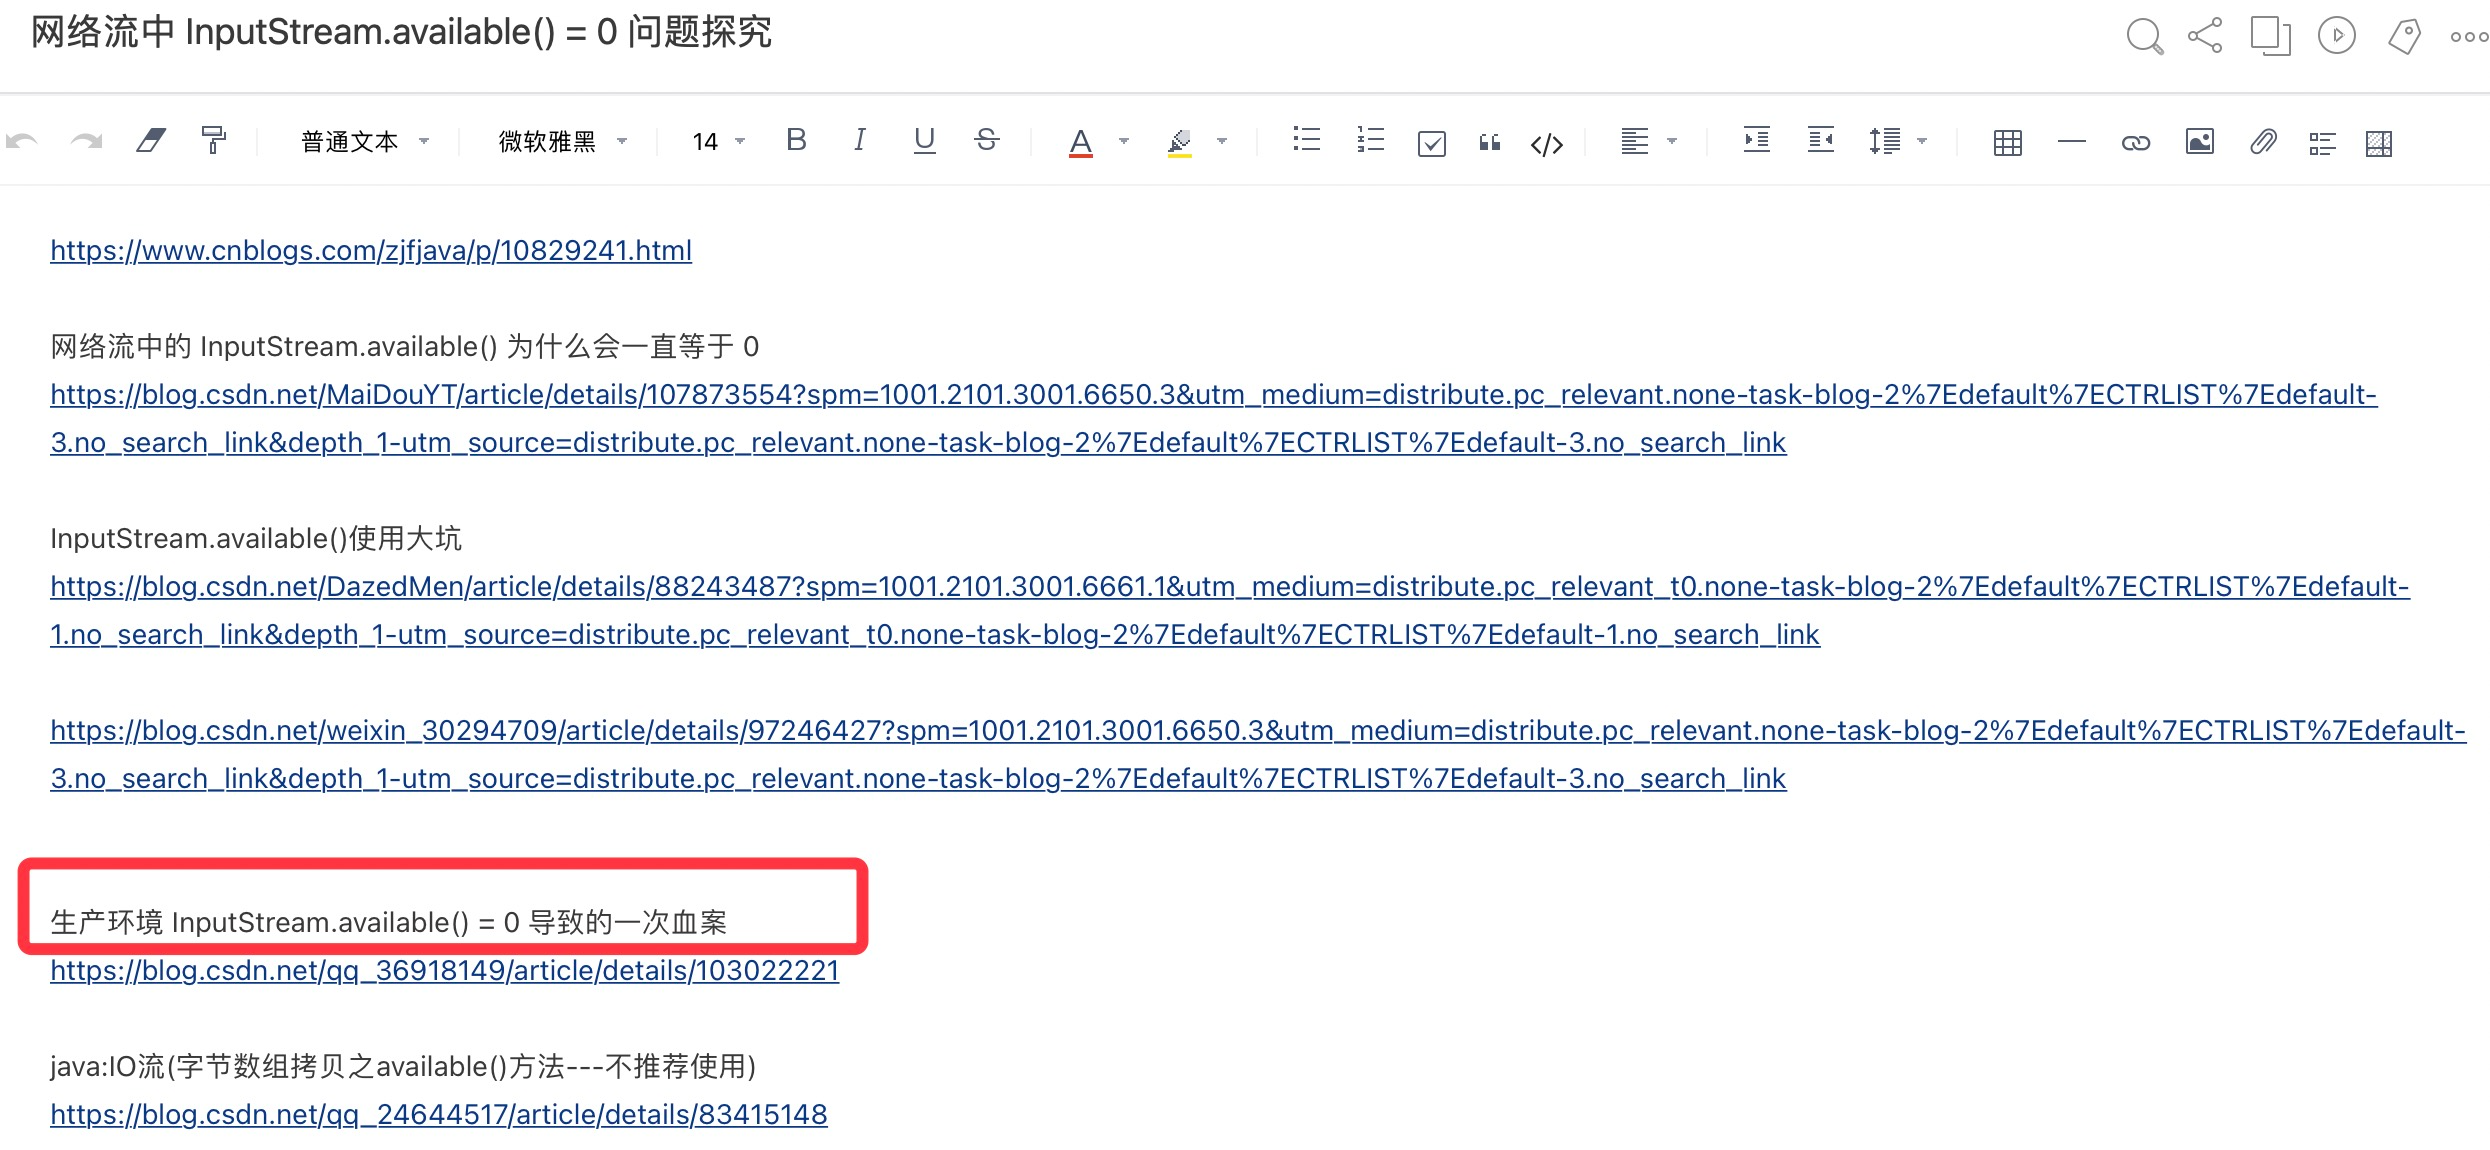 网络流中 InputStream.available() = 0 问题探究
普通文本 微软雅黑 14 B I U S A
https://www.cnblogs.com/zjfjava/p/10829241.html
网络流中的 InputStream.available() 为什么会一直等于 0
https://blog.csdn.net/MaiDouYT/article/details/107873554?spm=1001.2101.3001.6650.3&utm_medium=distribute.pc_relevant.none-task-blog-2%7Edefault%7ECTRLIST%7Edefault-
3.no_search_link&depth_1-utm_source=distribute.pc_relevant.none-task-blog-2%7Edefault%7ECTRLIST%7Edefault-3.no_search_link
InputStream.available()使用大坑
https://blog.csdn.net/DazedMen/article/details/88243487?spm=1001.2101.3001.6661.1&utm_medium=distribute.pc_relevant_t0.none-task-blog-2%7Edefault%7ECTRLIST%7Edefault-
1.no_search_link&depth_1-utm_source=distribute.pc_relevant_t0.none-task-blog-2%7Edefault%7ECTRLIST%7Edefault-1.no_search_link
https://blog.csdn.net/weixin_30294709/article/details/97246427?spm=1001.2101.3001.6650.3&utm_medium=distribute.pc_relevant.none-task-blog-2%7Edefault%7ECTRLIST%7Edefault-
3.no_search_link&depth_1-utm_source=distribute.pc_relevant.none-task-blog-2%7Edefault%7ECTRLIST%7Edefault-3.no_search_link
生产环境 InputStream.available() = 0 导致的一次血案
https://blog.csdn.net/qq_36918149/article/details/103022221
java:IO流(字节数组拷贝之available()方法---不推荐使用)
https://blog.csdn.net/qq_24644517/article/details/83415148